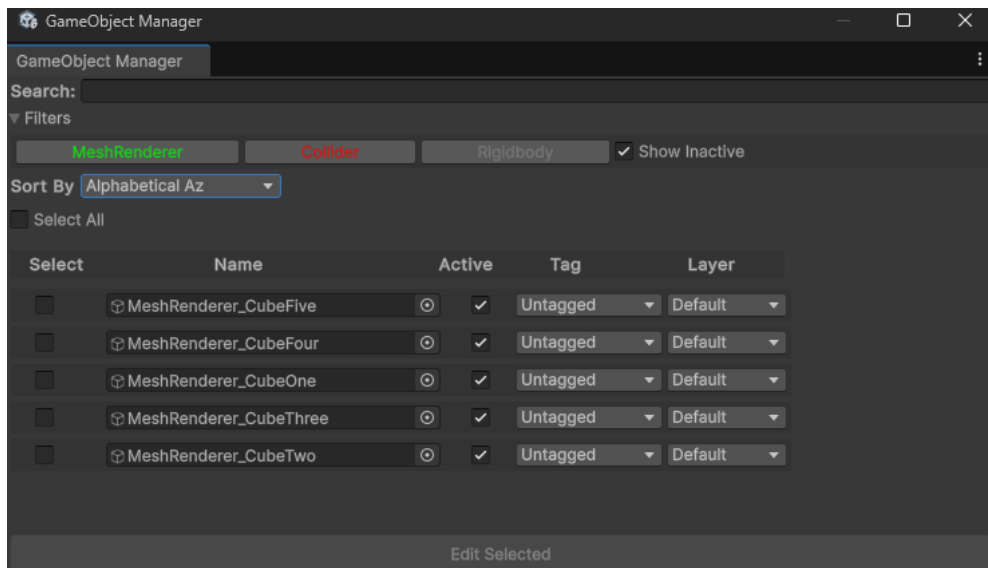 GameObject Manager
GameObject Manager
Search:
Filters
MeshRenderer Collider Rigidbody Show Inactive
Sort By Alphabetical Az
Select All
Select Name Active Tag Layer
MeshRenderer_CubeFive Untagged Default
MeshRenderer_CubeFour Untagged Default
MeshRenderer_CubeOne Untagged Default
MeshRenderer_CubeThree Untagged Default
MeshRenderer_CubeTwo Untagged Default
Edit Selected